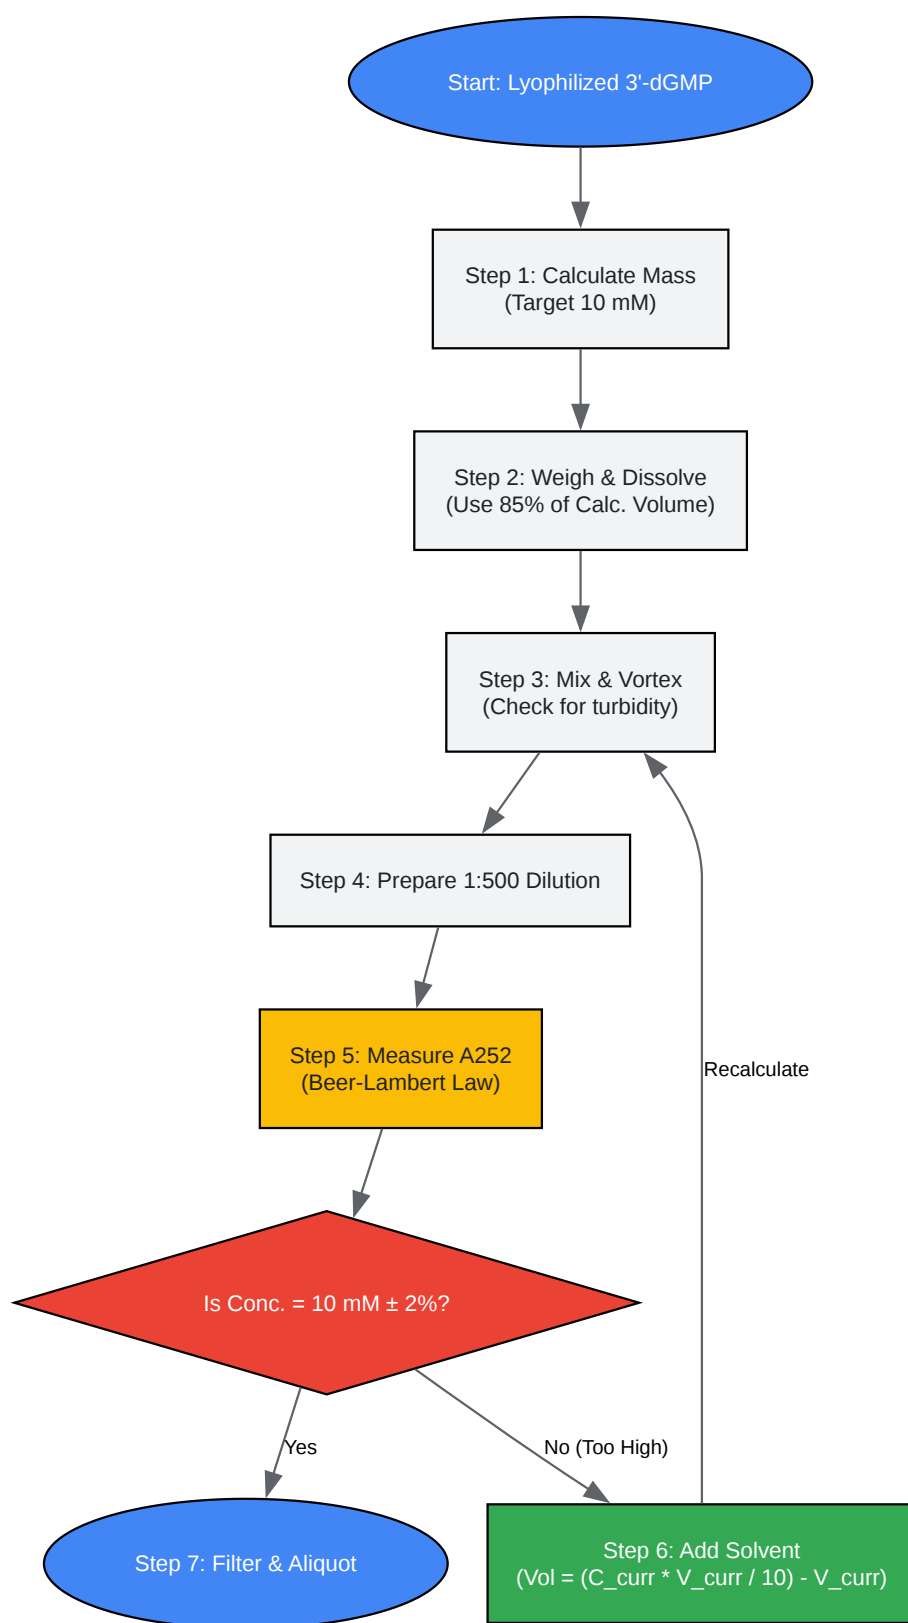 Start: Lyophilized 3'-dGMP
Step 1: Calculate Mass
(Target 10 mM)
Step 2: Weigh & Dissolve
(Use 85% of Calc. Volume)
Step 3: Mix & Vortex
(Check for turbidity)
Step 4: Prepare 1:500 Dilution
Step 5: Measure A252
(Beer-Lambert Law)
Recalculate
Is Conc. = 10 mM ± 2%?
Yes
No (Too High)
Step 7: Filter & Aliquot
Step 6: Add Solvent
(Vol = (C_curr * V_curr / 10) - V_curr)